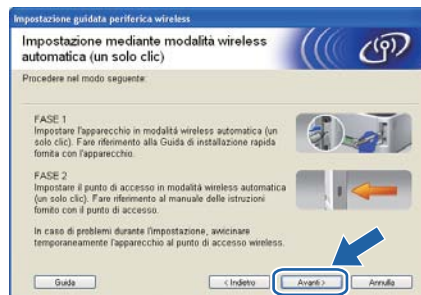 Impostazione guidata periferica wireless
Impostazione mediante modalità wireless
automatica (un solo clic)
Procedere nel modo seguente:
FASE 1
Impostare l'apparecchio in modalità wireless automatica (un
solo clic). Fare riferimento alla Guida di installazione rapida
fornita con l'apparecchio.
FASE 2
Impostare il punto di accesso in modalità wireless automatica
(un solo clic). Fare riferimento al manuale delle istruzioni
fornito con il punto di accesso.
In caso di problemi durante l'impostazione, avvicinare
temporaneamente l'apparecchio al punto di accesso wireless.
Guida
< Indietro
Avanti >
Annulla